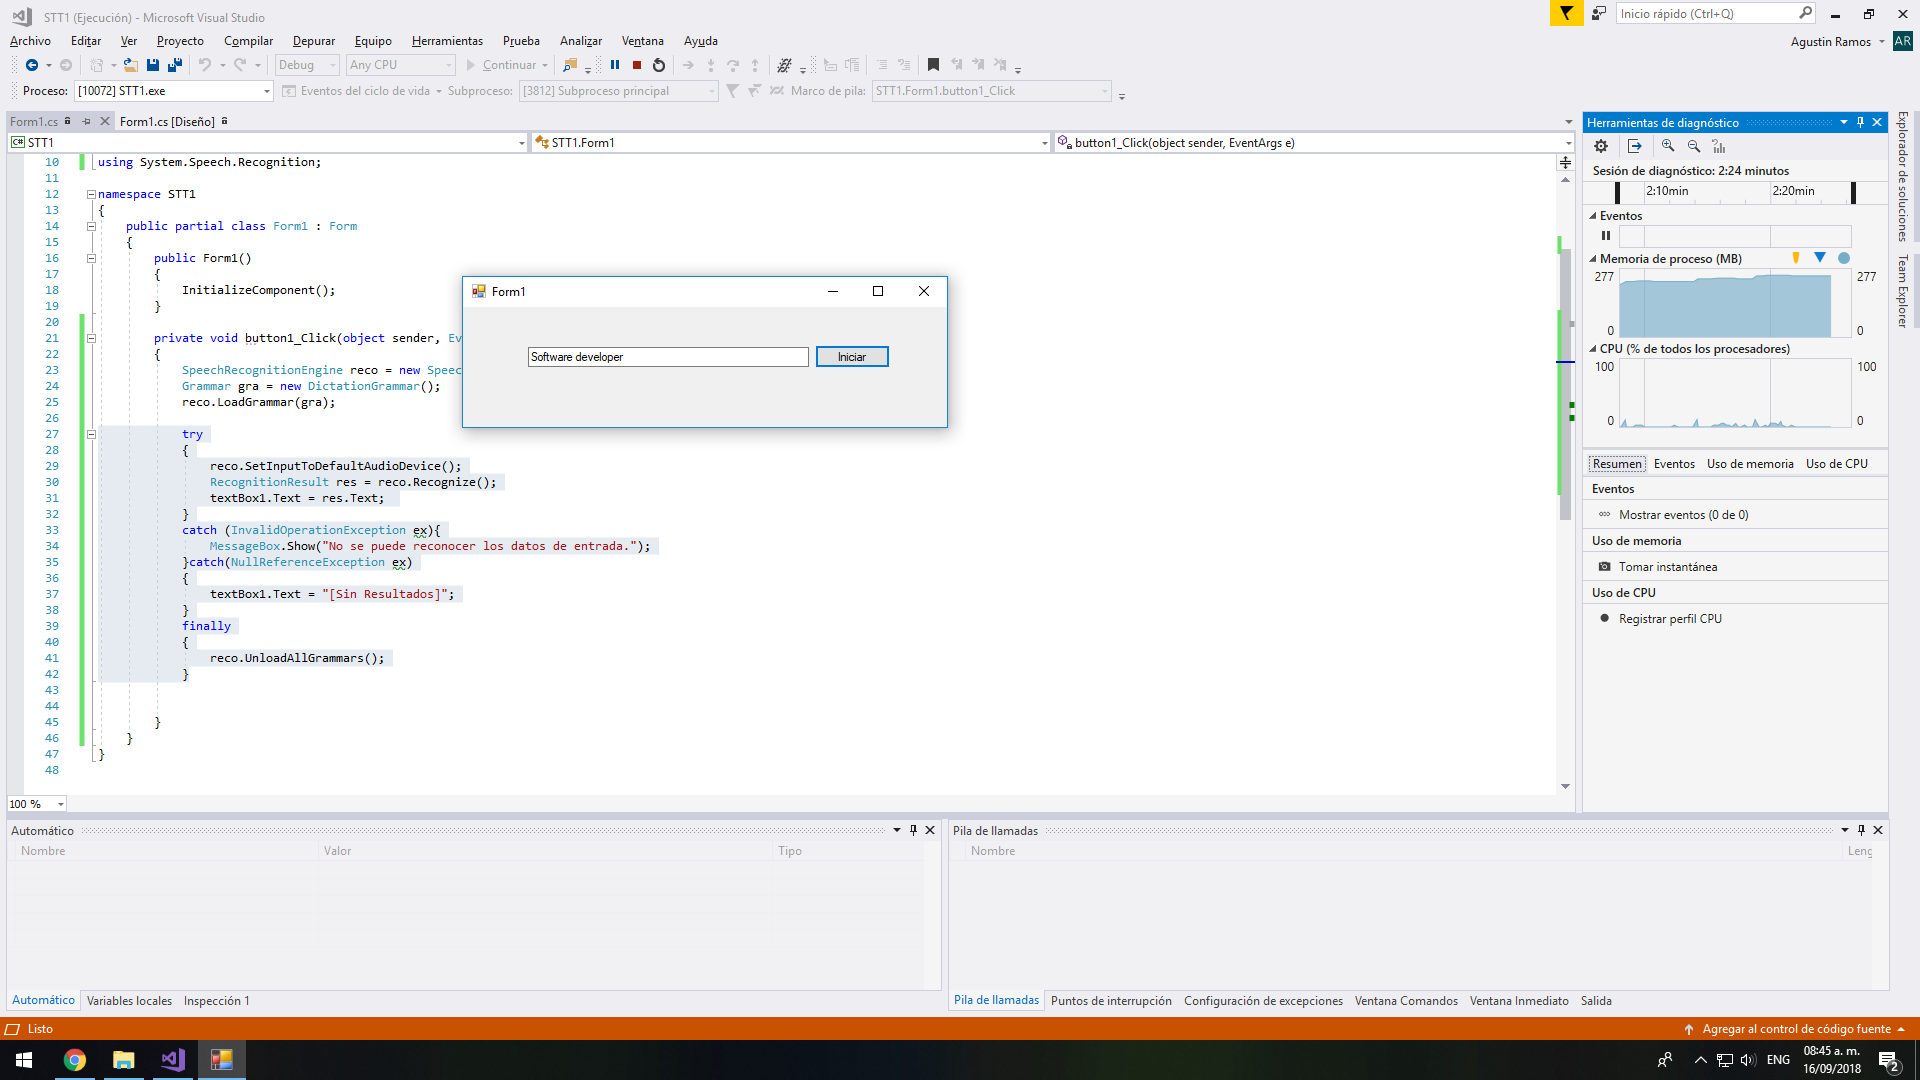 STT1 (Ejecución) - Microsoft Visual Studio
Inicio rápido (Ctrl+Q)
Archivo Editar Ver Proyecto Compilar Depurar Equipo Herramientas Prueba Analizar Ventana Ayuda
Agustin Ramos AR
Debug Any CPU Continuar
Proceso: [10072] STT1.exe Eventos del ciclo de vida Subproceso: [3812] Subproceso principal Marco de pila: STT1.Form1.button1_Click
Form1.cs Form1.cs [Diseño]
C# STT1 STT1.Form1 button1_Click(object sender, EventArgs e)
10 using System.Speech.Recognition;
11
12 namespace STT1
13 {
14 public partial class Form1 : Form
15 {
16 public Form1()
17 {
18 InitializeComponent();
19 }
20
21 private void button1_Click(object sender, Ev
22 {
23 SpeechRecognitionEngine reco = new Speec
24 Grammar gra = new DictationGrammar();
25 reco.LoadGrammar(gra);
26
27 try
28 {
29 reco.SetInputToDefaultAudioDevice();
30 RecognitionResult res = reco.Recognize();
31 textBox1.Text = res.Text;
32 }
33 catch (InvalidOperationException ex){
34 MessageBox.Show("No se puede reconocer los datos de entrada.");
35 }catch(NullReferenceException ex)
36 {
37 textBox1.Text = "[Sin Resultados]";
38 }
39 finally
40 {
41 reco.UnloadAllGrammars();
42 }
43
44
45 }
46 }
47 }
48
100 %
Form1
Software developer Iniciar
Herramientas de diagnóstico
Sesión de diagnóstico: 2:24 minutos
2:10min 2:20min
Eventos
Memoria de proceso (MB)
277 277
0 0
CPU (% de todos los procesadores)
100 100
0 0
Resumen Eventos Uso de memoria Uso de CPU
Eventos
Mostrar eventos (0 de 0)
Uso de memoria
Tomar instantánea
Uso de CPU
Registrar perfil CPU
Explorador de soluciones
Team Explorer
Automático
Nombre Valor Tipo
Automático Variables locales Inspección 1
Pila de llamadas
Nombre Leng
Pila de llamadas Puntos de interrupción Configuración de excepciones Ventana Comandos Ventana Inmediato Salida
Listo
Agregar al control de código fuente
ENG
08:45 a. m.
16/09/2018
2